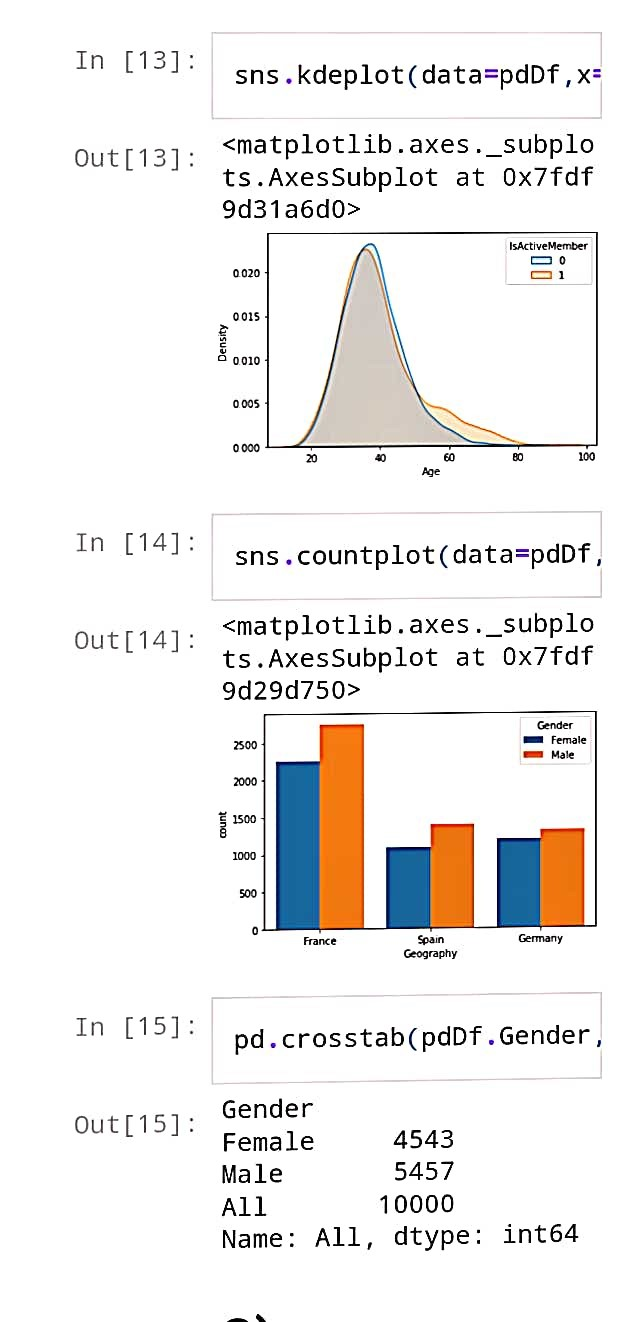 In [13]:
sns.kdeplot(data=pdDf,x=
Out[13]:
<matplotlib.axes._subplo
ts.AxesSubplot at 0x7fdf
9d31a6d0>
IsActiveMember
0
1
0.020
0.015
0.010
0.005
0.000
Density
20 40 60 80 100
Age
In [14]:
sns.countplot(data=pdDf,
Out[14]:
<matplotlib.axes._subplo
ts.AxesSubplot at 0x7fdf
9d29d750>
Gender
Female
Male
2500
2000
1500
1000
500
0
count
France Spain Germany
Geography
In [15]:
pd.crosstab(pdDf.Gender,
Out[15]:
Gender
Female 4543
Male 5457
All 10000
Name: All, dtype: int64